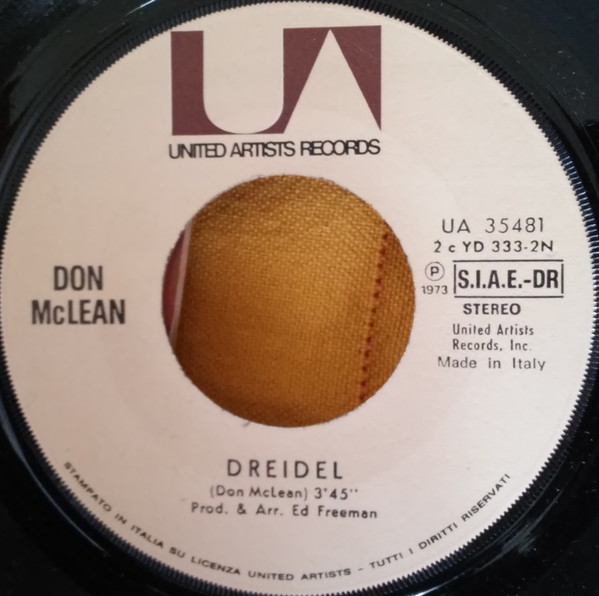 UA
UNITED ARTISTS RECORDS
UA 35481
2 c YD 333-2N
Ⓟ 1973
S.I.A.E.-DR
STEREO
United Artists
Records, Inc.
Made in Italy
DON
McLEAN
DREIDEL
(Don McLean) 3'45''
Prod. & Arr. Ed Freeman
STAMPATO IN ITALIA SU LICENZA UNITED ARTISTS - TUTTI I DIRITTI RISERVATI